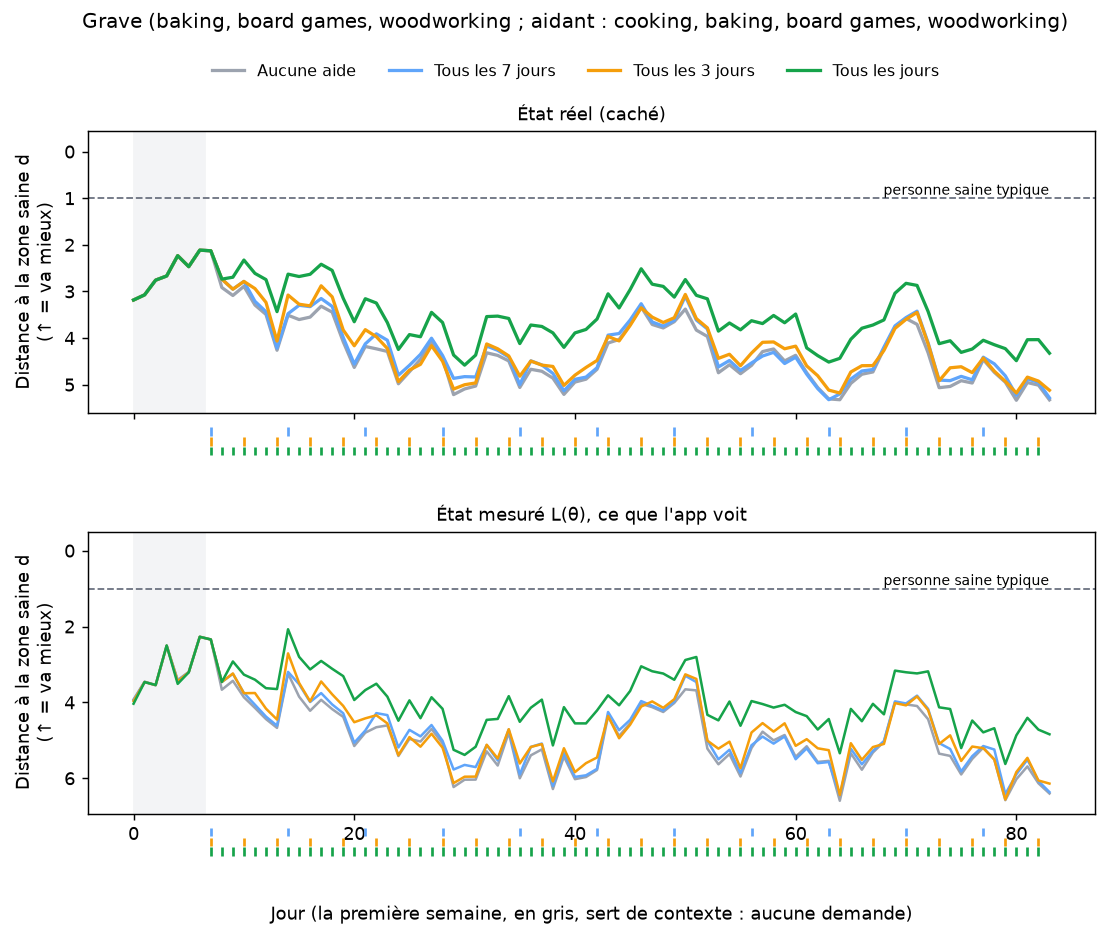 Grave (baking, board games, woodworking ; aidant : cooking, baking, board games, woodworking)
Aucune aide
Tous les 7 jours
Tous les 3 jours
Tous les jours
État réel (caché)
Distance à la zone saine d
(↑ = va mieux)
0
1
2
3
4
5
personne saine typique
État mesuré L(θ), ce que l'app voit
Distance à la zone saine d
(↑ = va mieux)
0
2
4
6
personne saine typique
0
20
40
60
80
Jour (la première semaine, en gris, sert de contexte : aucune demande)